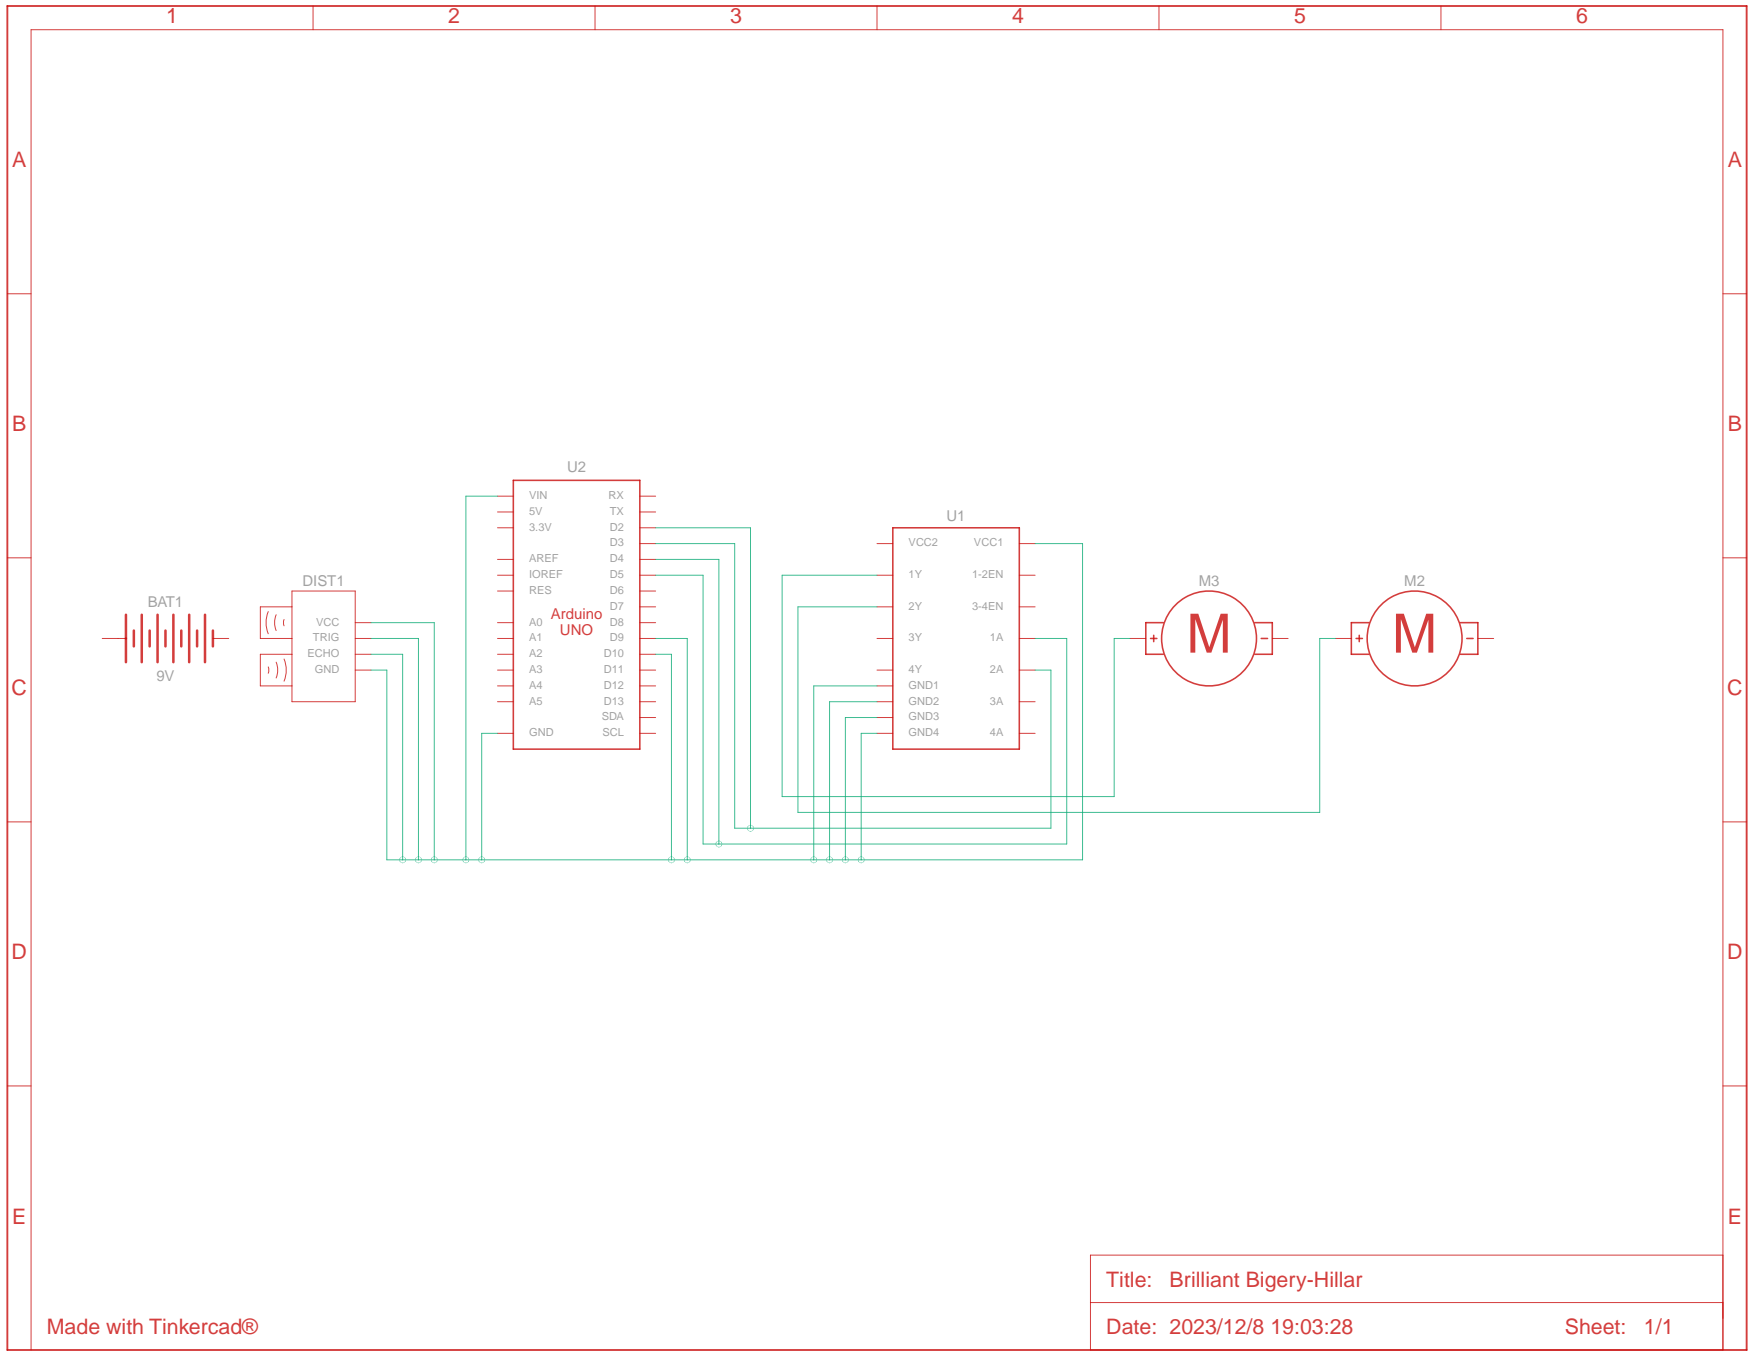 1 2 3 4 5 6
A A
B B
C C
D D
E E
BAT1
9V
DIST1
VCC
TRIG
ECHO
GND
U2
VIN RX
5V TX
3.3V D2
D3
AREF D4
IOREF D5
RES D6
D7
Arduino
UNO
A0 D8
A1 D9
A2 D10
A3 D11
A4 D12
A5 D13
SDA
GND SCL
U1
VCC2 VCC1
1Y 1-2EN
2Y 3-4EN
3Y 1A
4Y 2A
GND1
GND2 3A
GND3
GND4 4A
M3
+ M -
M2
+ M -
Title: Brilliant Bigery-Hillar
Date: 2023/12/8 19:03:28 Sheet: 1/1
Made with Tinkercad®